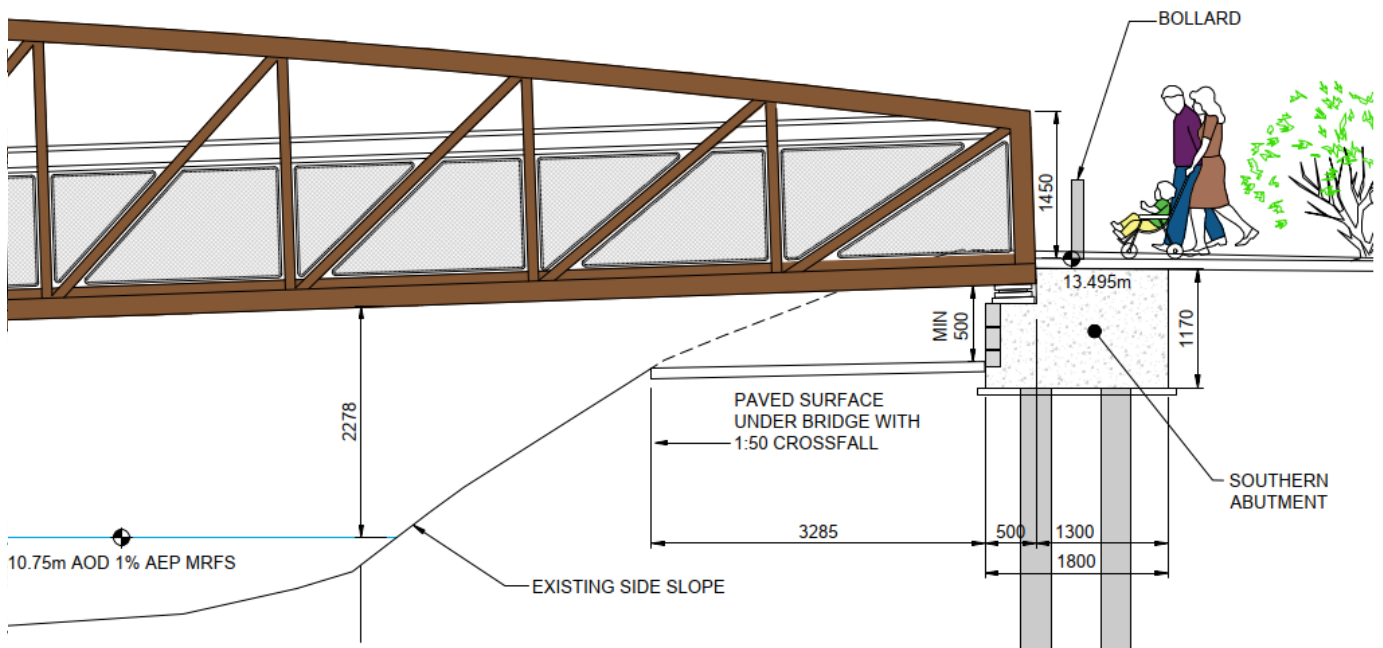 BOLLARD
1450
13.495m
MIN
500
1170
2278
PAVED SURFACE
UNDER BRIDGE WITH
1:50 CROSSFALL
SOUTHERN
ABUTMENT
3285
500
1300
1800
10.75m AOD 1% AEP MRFS
EXISTING SIDE SLOPE